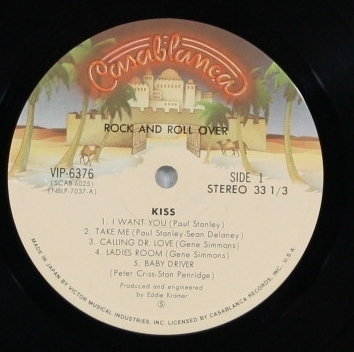 Casablanca
ROCK AND ROLL OVER
VIP-6376
(SCAB-6025)
(NBLP-7037-A)
SIDE 1
STEREO 33 1/3
KISS
1. I WANT YOU (Paul Stanley)
2. TAKE ME (Paul Stanley-Sean Delaney)
3. CALLING DR. LOVE (Gene Simmons)
4. LADIES ROOM (Gene Simmons)
5. BABY DRIVER
(Peter Criss-Stan Penridge)
Produced and engineered
by Eddie Kramer
Ⓢ
MADE IN JAPAN BY VICTOR MUSICAL INDUSTRIES, INC. LICENSED BY CASABLANCA RECORDS, INC., U.S.A.